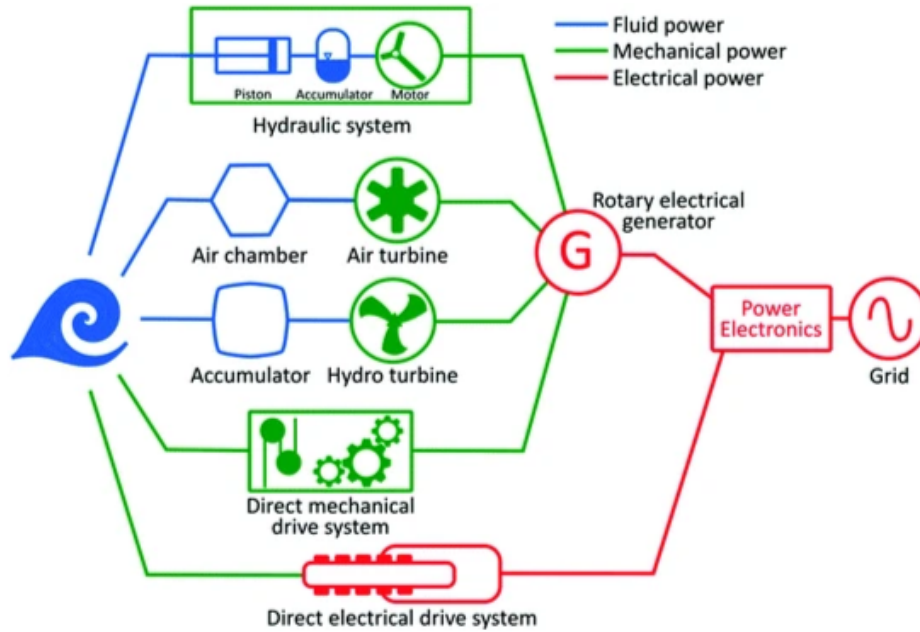 Fluid power
Mechanical power
Electrical power
Piston
Accumulator
Motor
Hydraulic system
Rotary electrical
generator
G
Air chamber
Air turbine
Power
Electronics
Accumulator
Hydro turbine
Grid
Direct mechanical
drive system
Direct electrical drive system